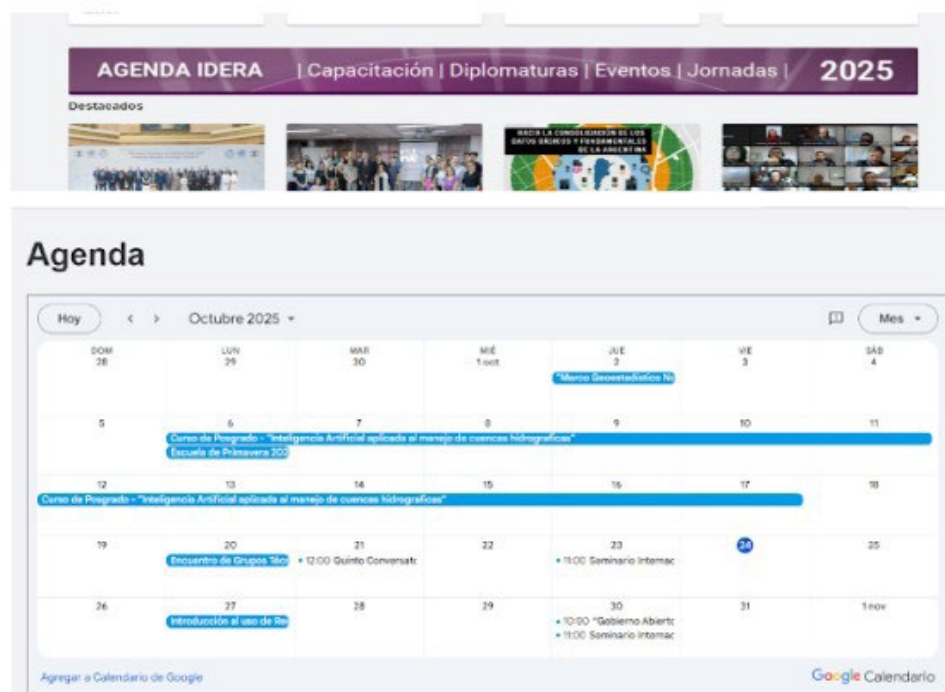 AGENDA IDERA | Capacitación | Diplomaturas | Eventos | Jornadas | 2025
Destacados
HACIA LA CONSOLIDACIÓN DE LOS
DATOS BÁSICOS Y FUNDAMENTALES
DE LA ARGENTINA
Agenda
Hoy < > Octubre 2025 Mes
DOM LUN MAR MIÉ JUE VIE SÁB
28 29 30 1 oct 2 3 4
"Marco Geoestadístico Na
5 6 7 8 9 10 11
Curso de Posgrado - "Inteligencia Artificial aplicada al manejo de cuencas hidrograficas"
Escuela de Primavera 202
12 13 14 15 16 17 18
Curso de Posgrado - "Inteligencia Artificial aplicada al manejo de cuencas hidrograficas"
19 20 21 22 23 24 25
Encuentro de Grupos Téc • 12:00 Quinto Conversato • 11:00 Seminario Internac
26 27 28 29 30 31 1 nov
Introducción al uso de Re • 10:00 "Gobierno Abierto
• 11:00 Seminario Internac
Agregar a Calendario de Google Google Calendario